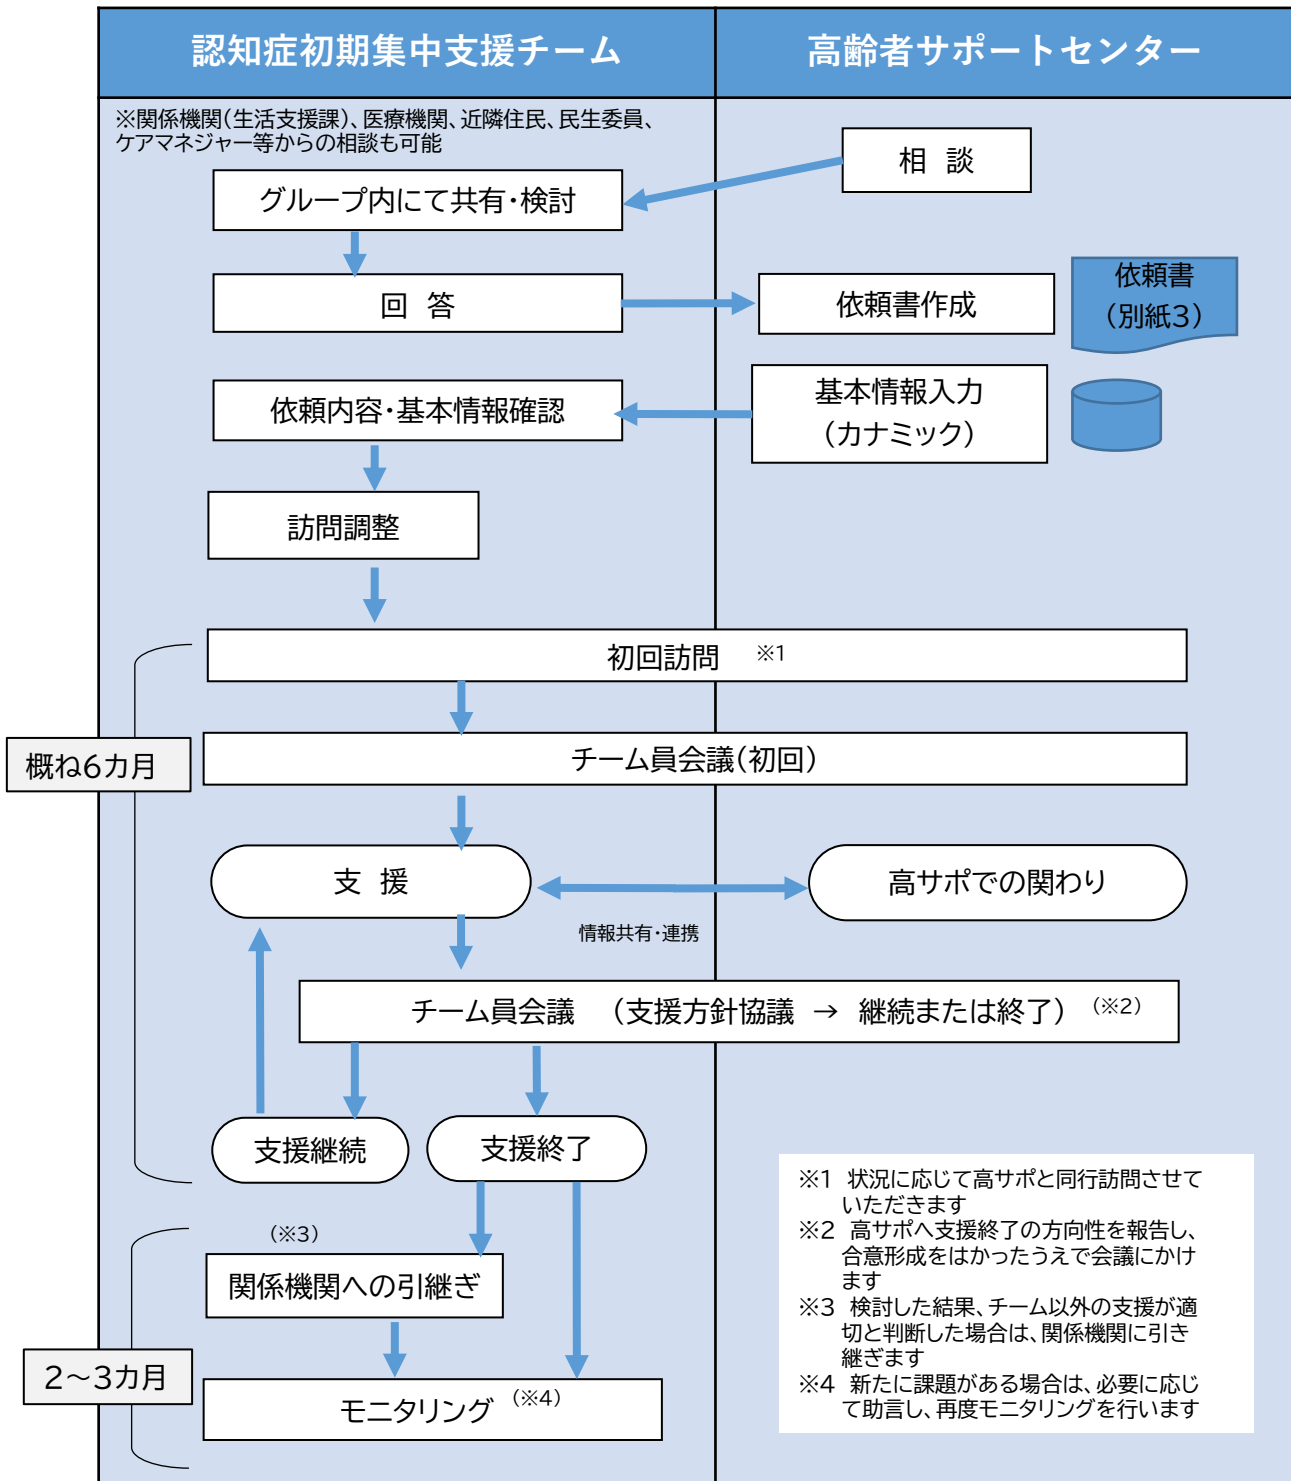 認知症初期集中支援チーム
高齢者サポートセンター
※関係機関（生活支援課）、医療機関、近隣住民、民生委員、
ケアマネジャー等からの相談も可能
相　談
グループ内にて共有・検討
回　答
依頼書作成
依頼書
（別紙3）
依頼内容・基本情報確認
基本情報入力
（カナミック）
訪問調整
初回訪問　※1
概ね6カ月
チーム員会議（初回）
支　援
高サポでの関わり
情報共有・連携
チーム員会議　（支援方針協議　→　継続または終了）（※2）
支援継続
支援終了
（※3）
関係機関への引継ぎ
2～3カ月
モニタリング（※4）
※1　状況に応じて高サポと同行訪問させて
いただきます
※2　高サポへ支援終了の方向性を報告し、
合意形成をはかったうえで会議にかけ
ます
※3　検討した結果、チーム以外の支援が適
切と判断した場合は、関係機関に引き
継ぎます
※4　新たに課題がある場合は、必要に応じ
て助言し、再度モニタリングを行います